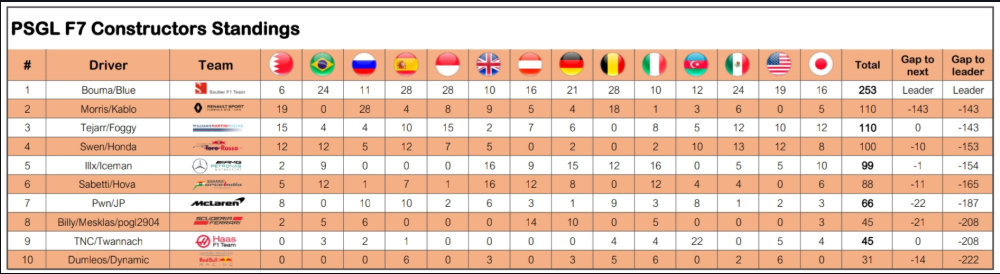 PSGL F7 Constructors Standings
# Driver Team Total Gap to next Gap to leader
1 Bouma/Blue Sauber F1 Team 6 24 11 28 28 10 16 21 28 10 12 24 19 16 253 Leader Leader
2 Morris/Kablo RENAULT SPORT 19 0 28 4 8 9 5 4 18 1 3 6 0 5 110 -143 -143
3 Tejarr/Foggy 15 4 4 10 15 2 7 6 0 8 5 12 10 12 110 0 -143
4 Swen/Honda Toro Rosso 12 12 5 12 7 5 0 2 0 2 10 13 12 8 100 -10 -153
5 Illx/Iceman AMG PETRONAS 2 9 0 0 0 16 9 15 12 16 0 5 5 10 99 -1 -154
6 Sabetti/Hova 5 12 1 7 1 16 12 8 0 12 4 4 0 6 88 -11 -165
7 Pwn/JP McLaren 8 0 10 10 2 6 3 1 9 3 8 1 2 3 66 -22 -187
8 Billy/Mesklas/pogl2904 SCUDERIA FERRARI 2 5 6 0 0 0 14 10 0 5 0 0 0 3 45 -21 -208
9 TNC/Twannach Haas F1 Team 0 3 2 1 0 0 0 0 4 4 22 0 5 4 45 0 -208
10 Dumleos/Dynamic 0 0 0 6 0 3 0 3 5 6 0 2 6 0 31 -14 -222